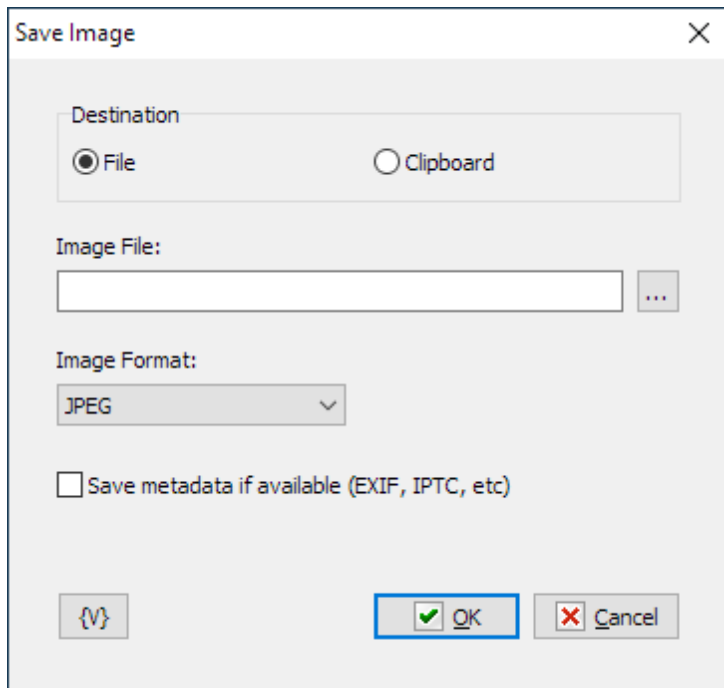 Save Image
Destination
File Clipboard
Image File:
...
Image Format:
JPEG
Save metadata if available (EXIF, IPTC, etc)
{V} OK Cancel